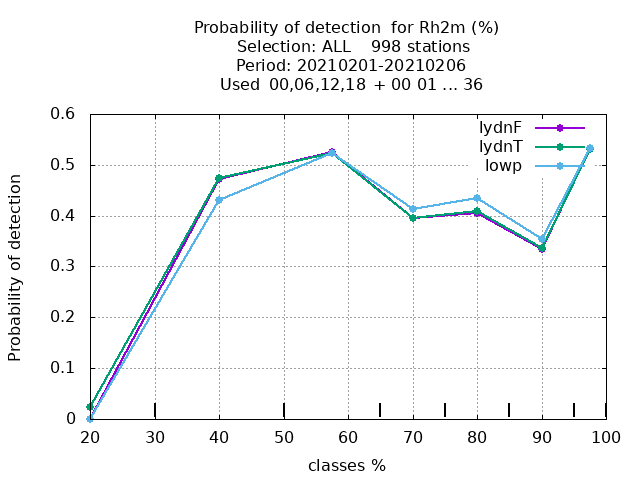 Probability of detection for Rh2m (%)
Selection: ALL 998 stations
Period: 20210201-20210206
Used 00,06,12,18 + 00 01 ... 36
lydnF
lydnT
lowp
Probability of detection
0.6
0.5
0.4
0.3
0.2
0.1
0
20 30 40 50 60 70 80 90 100
classes %